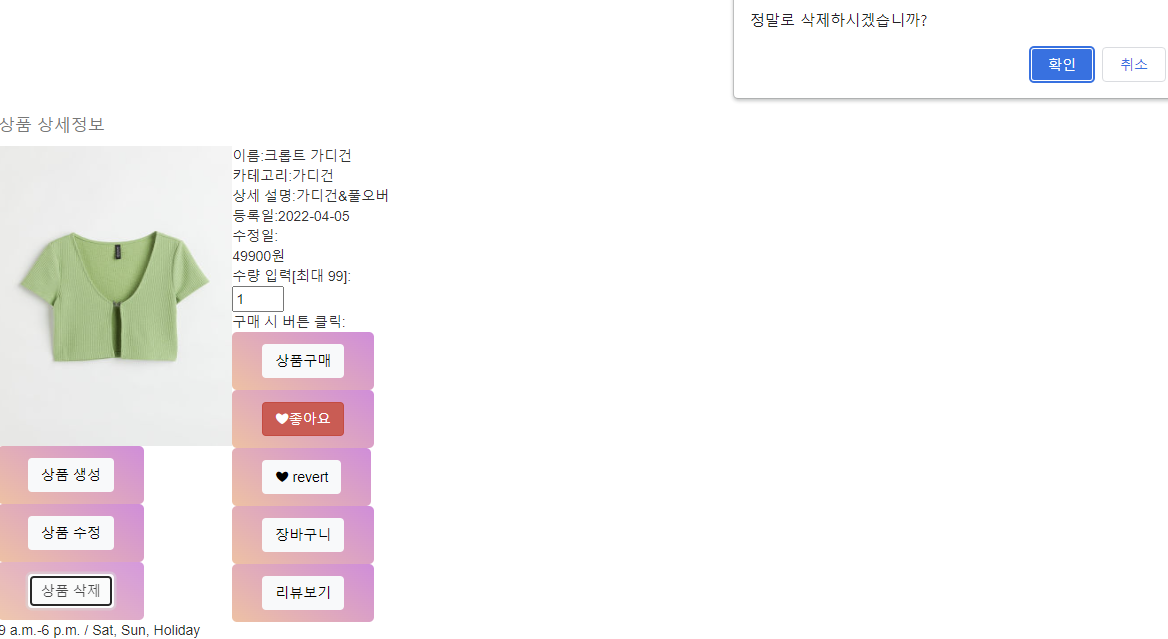 정말로 삭제하시겠습니까?
확인
취소
상품 상세정보
이름:크롭트 가디건
카테고리:가디건
상세 설명:가디건&풀오버
등록일:2022-04-05
수정일:
49900원
수량 입력[최대 99]:
1
구매 시 버튼 클릭:
상품구매
♥좋아요
♥ revert
장바구니
리뷰보기
상품 생성
상품 수정
상품 삭제
9 a.m.-6 p.m. / Sat, Sun, Holiday